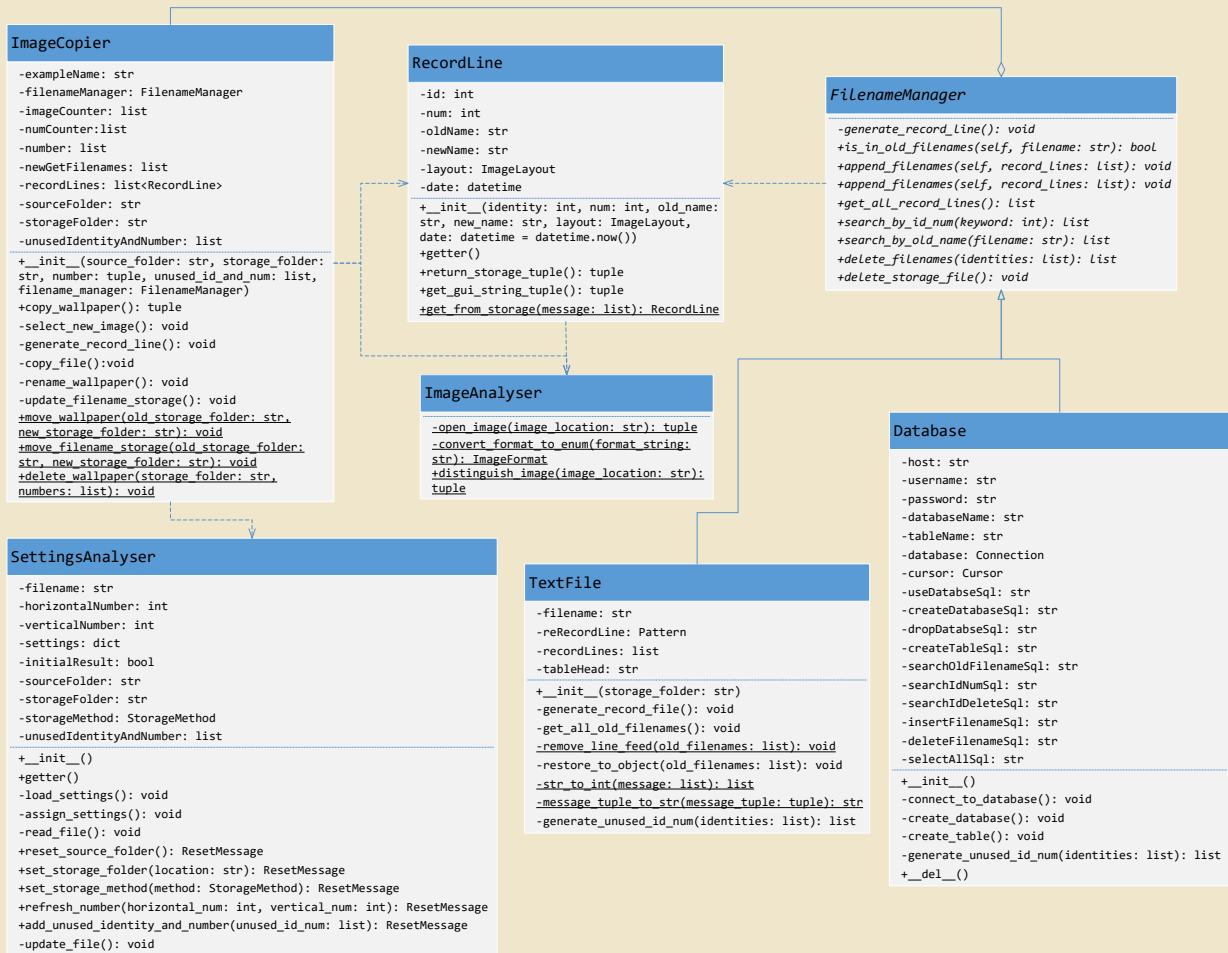 ImageCopier
-exampleName: str
-filenameManager: FilenameManager
-imageCounter: list
-numCounter:list
-number: list
-newGetFilenames: list
-recordLines: list<RecordLine>
-sourceFolder: str
-storageFolder: str
-unusedIdentityAndNumber: list
+__init__(source_folder: str, storage_folder:
str, number: tuple, unused_id_and_num: list,
filename_manager: FilenameManager)
+copy_wallpaper(): tuple
-select_new_image(): void
-generate_record_line(): void
-copy_file():void
-rename_wallpaper(): void
-update_filename_storage(): void
+move_wallpaper(old_storage_folder: str,
new_storage_folder: str): void
+move_filename_storage(old_storage_folder:
str, new_storage_folder: str): void
+delete_wallpaper(storage_folder: str,
numbers: list): void
RecordLine
-id: int
-num: int
-oldName: str
-newName: str
-layout: ImageLayout
-date: datetime
+__init__(identity: int, num: int, old_name:
str, new_name: str, layout: ImageLayout,
date: datetime = datetime.now())
+getter()
+return_storage_tuple(): tuple
+get_gui_string_tuple(): tuple
+get_from_storage(message: list): RecordLine
FilenameManager
-generate_record_line(): void
+is_in_old_filenames(self, filename: str): bool
+append_filenames(self, record_lines: list): void
+append_filenames(self, record_lines: list): void
+get_all_record_lines(): list
+search_by_id_num(keyword: int): list
+search_by_old_name(filename: str): list
+delete_filenames(identities: list): list
+delete_storage_file(): void
ImageAnalyser
-open_image(image_location: str): tuple
-convert_format_to_enum(format_string:
str): ImageFormat
+distinguish_image(image_location: str):
tuple
SettingsAnalyser
-filename: str
-horizontalNumber: int
-verticalNumber: int
-settings: dict
-initialResult: bool
-sourceFolder: str
-storageFolder: str
-storageMethod: StorageMethod
-unusedIdentityAndNumber: list
+__init__()
+getter()
-load_settings(): void
-assign_settings(): void
-read_file(): void
+reset_source_folder(): ResetMessage
+set_storage_folder(location: str): ResetMessage
+set_storage_method(method: StorageMethod): ResetMessage
+refresh_number(horizontal_num: int, vertical_num: int): ResetMessage
+add_unused_identity_and_number(unused_id_num: list): ResetMessage
-update_file(): void
TextFile
-filename: str
-reRecordLine: Pattern
-recordLines: list
-tableHead: str
+__init__(storage_folder: str)
-generate_record_file(): void
-get_all_old_filenames(): void
-remove_line_feed(old_filenames: list): void
-restore_to_object(old_filenames: list): void
-str_to_int(message: list): list
-message_tuple_to_str(message_tuple: tuple): str
-generate_unused_id_num(identities: list): list
Database
-host: str
-username: str
-password: str
-databaseName: str
-tableName: str
-database: Connection
-cursor: Cursor
-useDatabseSql: str
-createDatabaseSql: str
-dropDatabseSql: str
-createTableSql: str
-searchOldFilenameSql: str
-searchIdNumSql: str
-searchIdDeleteSql: str
-insertFilenameSql: str
-deleteFilenameSql: str
-selectAllSql: str
+__init__()
-connect_to_database(): void
-create_database(): void
-create_table(): void
-generate_unused_id_num(identities: list): list
+__del__()